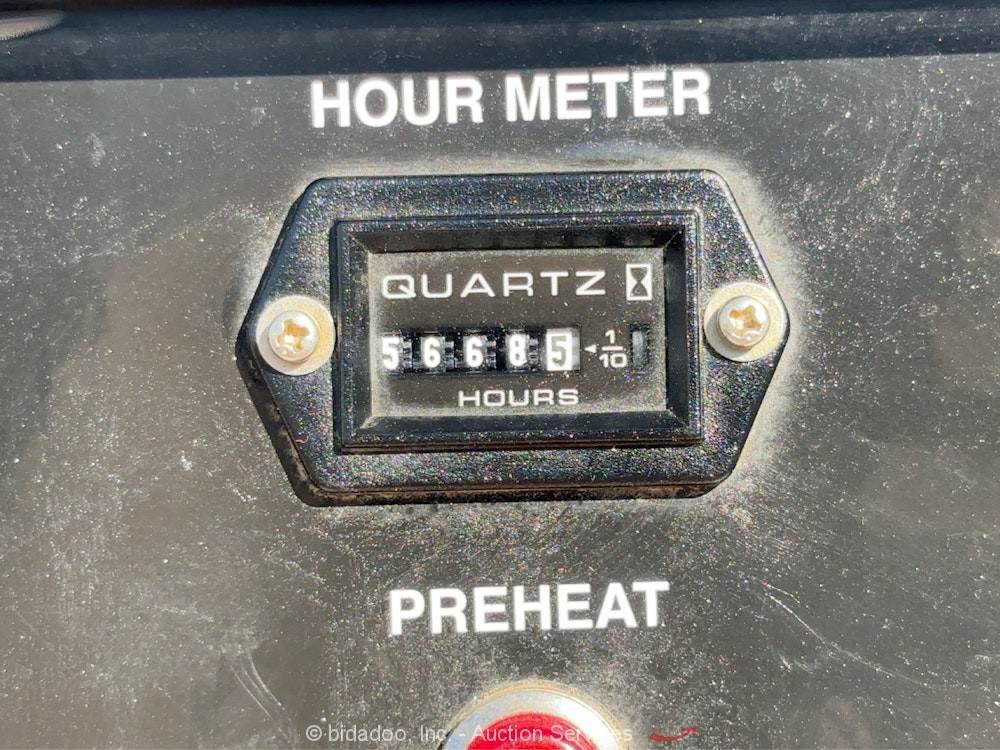 HOUR METER
QUARTZ
56685 1/10
HOURS
PREHEAT
© bidadoo, Inc. - Auction Services